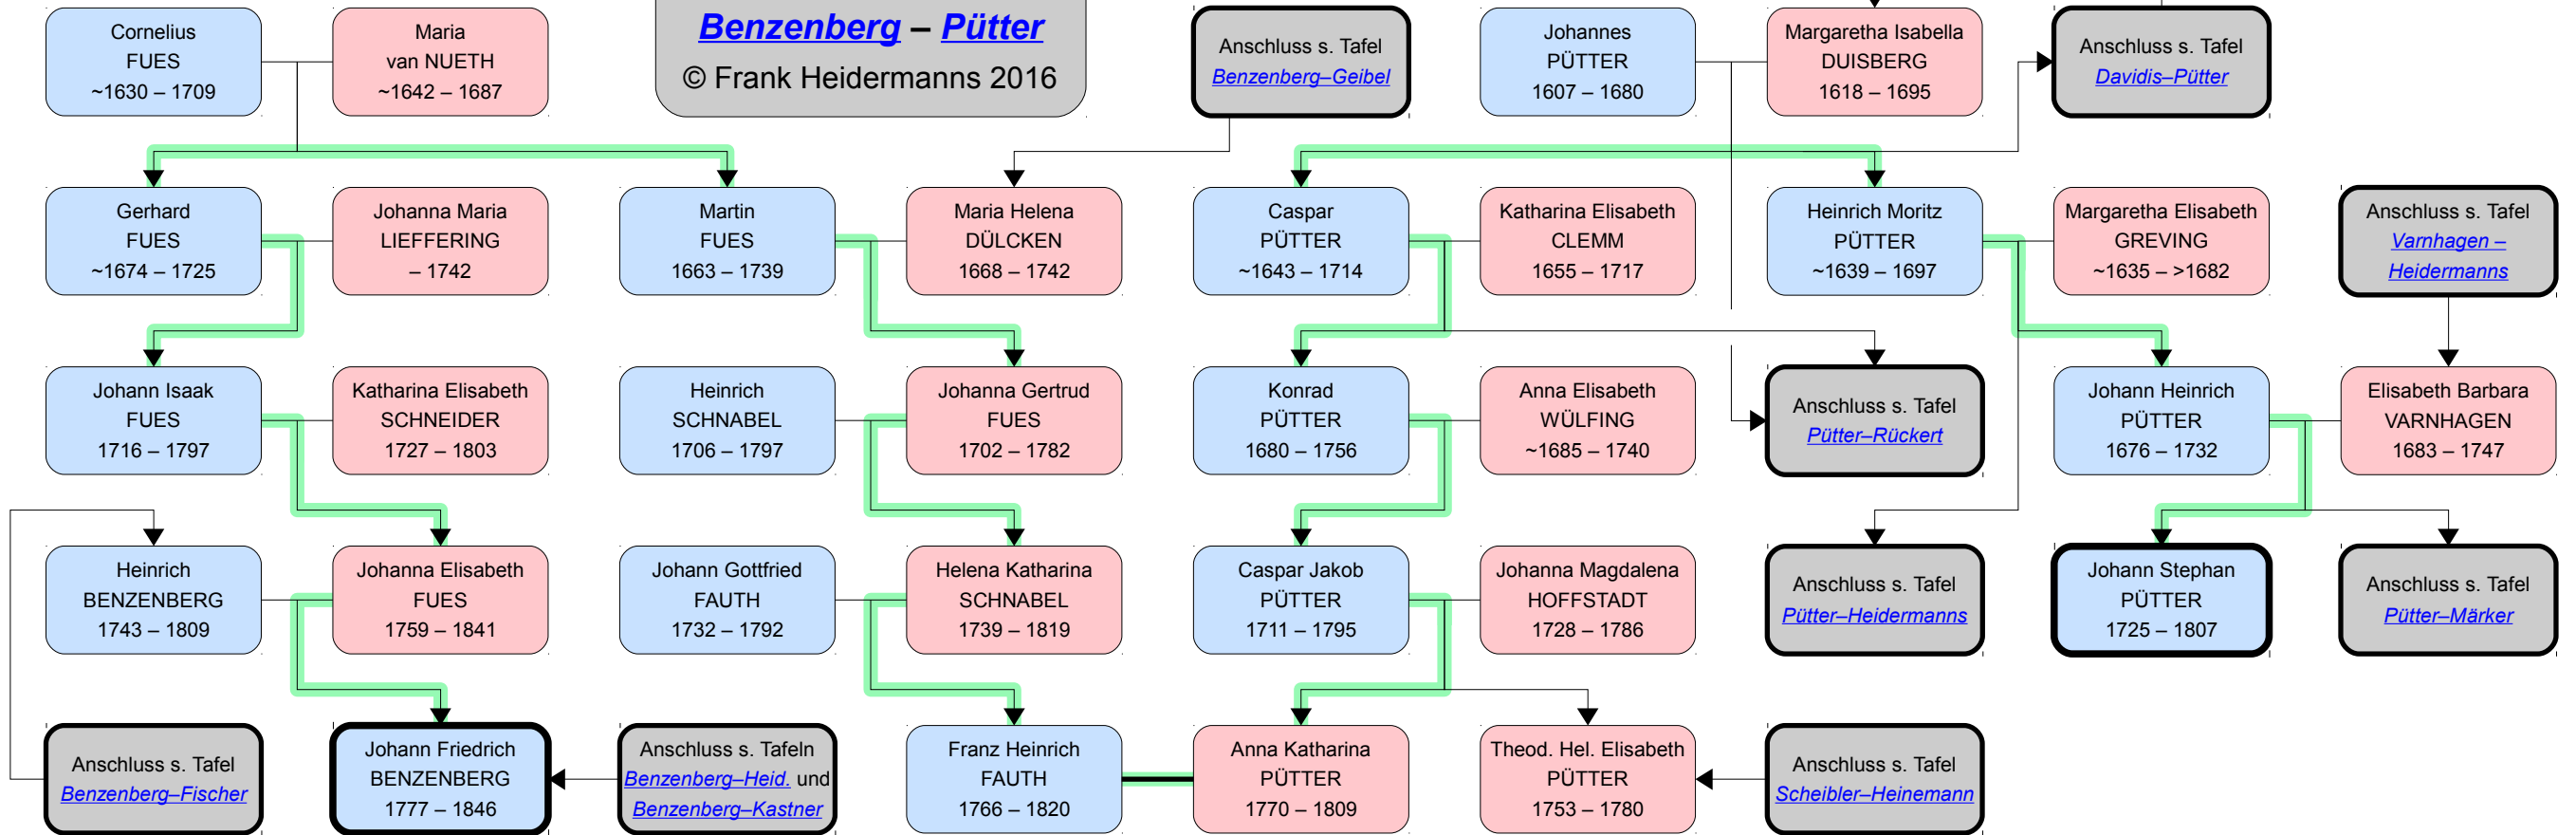 Benzenberg – Pütter
© Frank Heidermanns 2016
Cornelius
FUES
~1630 – 1709
Maria
van NUETH
~1642 – 1687
Anschluss s. Tafel
Benzenberg–Geibel
Johannes
PÜTTER
1607 – 1680
Margaretha Isabella
DUISBERG
1618 – 1695
Anschluss s. Tafel
Davidis–Pütter
Gerhard
FUES
~1674 – 1725
Johanna Maria
LIEFFERING
– 1742
Martin
FUES
1663 – 1739
Maria Helena
DÜLCKEN
1668 – 1742
Caspar
PÜTTER
~1643 – 1714
Katharina Elisabeth
CLEMM
1655 – 1717
Heinrich Moritz
PÜTTER
~1639 – 1697
Margaretha Elisabeth
GREVING
~1635 – >1682
Anschluss s. Tafel
Varnhagen –
Heidermanns
Johann Isaak
FUES
1716 – 1797
Katharina Elisabeth
SCHNEIDER
1727 – 1803
Heinrich
SCHNABEL
1706 – 1797
Johanna Gertrud
FUES
1702 – 1782
Konrad
PÜTTER
1680 – 1756
Anna Elisabeth
WÜLFING
~1685 – 1740
Anschluss s. Tafel
Pütter–Rückert
Johann Heinrich
PÜTTER
1676 – 1732
Elisabeth Barbara
VARNHAGEN
1683 – 1747
Heinrich
BENZENBERG
1743 – 1809
Johanna Elisabeth
FUES
1759 – 1841
Johann Gottfried
FAUTH
1732 – 1792
Helena Katharina
SCHNABEL
1739 – 1819
Caspar Jakob
PÜTTER
1711 – 1795
Johanna Magdalena
HOFFSTADT
1728 – 1786
Anschluss s. Tafel
Pütter–Heidermanns
Johann Stephan
PÜTTER
1725 – 1807
Anschluss s. Tafel
Pütter–Märker
Anschluss s. Tafel
Benzenberg–Fischer
Johann Friedrich
BENZENBERG
1777 – 1846
Anschluss s. Tafeln
Benzenberg–Heid. und
Benzenberg–Kastner
Franz Heinrich
FAUTH
1766 – 1820
Anna Katharina
PÜTTER
1770 – 1809
Theod. Hel. Elisabeth
PÜTTER
1753 – 1780
Anschluss s. Tafel
Scheibler–Heinemann